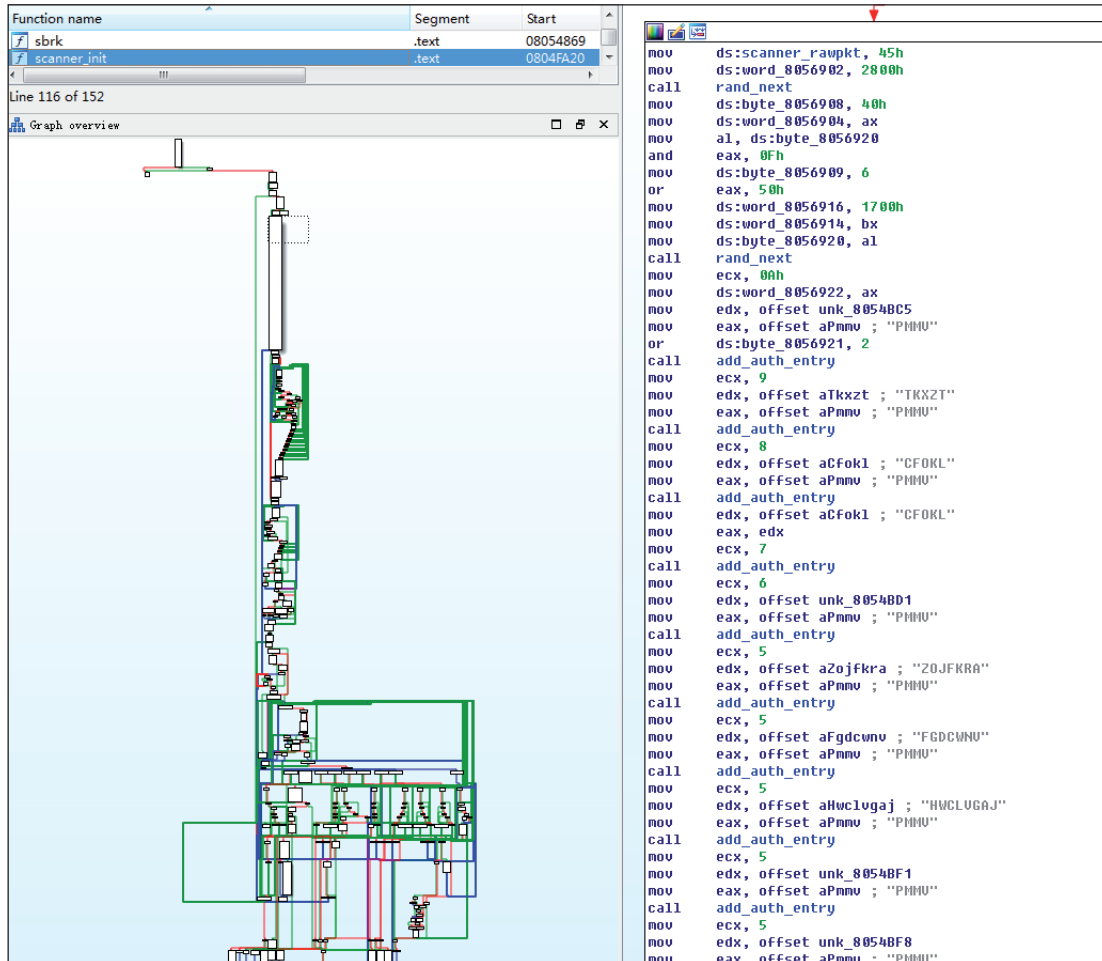 Function name Segment Start
f sbrk .text 08054869
f scanner_init .text 0804FA20
Line 116 of 152
Graph overview
mov ds:scanner_rawpkt, 45h
mov ds:word_8056902, 2800h
call rand_next
mov ds:byte_8056908, 40h
mov ds:word_8056904, ax
mov al, ds:byte_8056920
and eax, 0Fh
mov ds:byte_8056909, 6
or eax, 50h
mov ds:word_8056916, 1700h
mov ds:word_8056914, bx
mov ds:byte_8056920, al
call rand_next
mov ecx, 0Ah
mov ds:word_8056922, ax
mov edx, offset unk_8054BC5
mov eax, offset aPmmv ; "PMMV"
or ds:byte_8056921, 2
call add_auth_entry
mov ecx, 9
mov edx, offset aTkxzt ; "TKXZT"
mov eax, offset aPmmv ; "PMMV"
call add_auth_entry
mov ecx, 8
mov edx, offset aCfokl ; "CFOKL"
mov eax, offset aPmmv ; "PMMV"
call add_auth_entry
mov edx, offset aCfokl ; "CFOKL"
mov eax, edx
mov ecx, 7
call add_auth_entry
mov ecx, 6
mov edx, offset unk_8054BD1
mov eax, offset aPmmv ; "PMMV"
call add_auth_entry
mov ecx, 5
mov edx, offset aZojfkra ; "ZOJFKRA"
mov eax, offset aPmmv ; "PMMV"
call add_auth_entry
mov ecx, 5
mov edx, offset aFgdcwnv ; "FGDCWNV"
mov eax, offset aPmmv ; "PMMV"
call add_auth_entry
mov ecx, 5
mov edx, offset aHwclvgaj ; "HWCLVGAJ"
mov eax, offset aPmmv ; "PMMV"
call add_auth_entry
mov ecx, 5
mov edx, offset unk_8054BF1
mov eax, offset aPmmv ; "PMMV"
call add_auth_entry
mov ecx, 5
mov edx, offset unk_8054BF8
mov eax, offset aPmmv ; "PMMV"